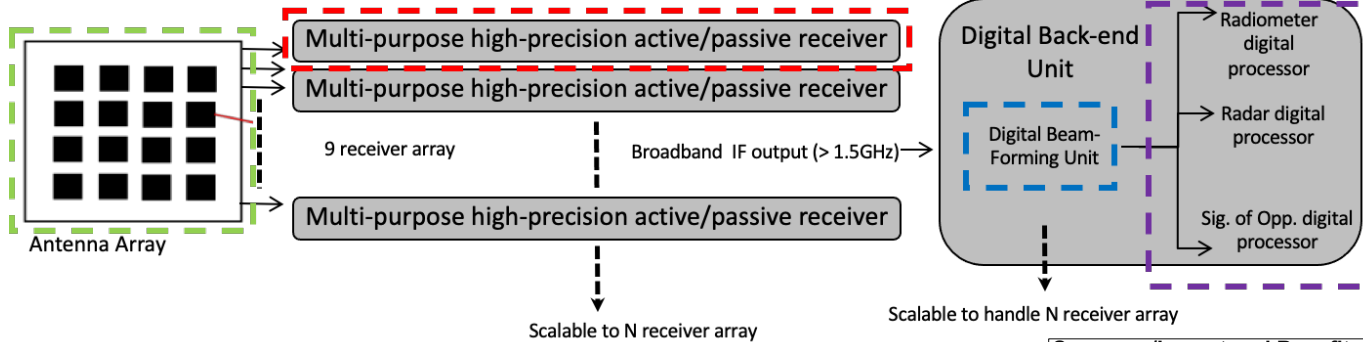 Multi-purpose high-precision active/passive receiver
Multi-purpose high-precision active/passive receiver
9 receiver array
Broadband IF output (> 1.5GHz)
Multi-purpose high-precision active/passive receiver
Antenna Array
Scalable to N receiver array
Digital Back-end
Unit
Digital Beam-
Forming Unit
Radiometer
digital
processor
Radar digital
processor
Sig. of Opp. digital
processor
Scalable to handle N receiver array